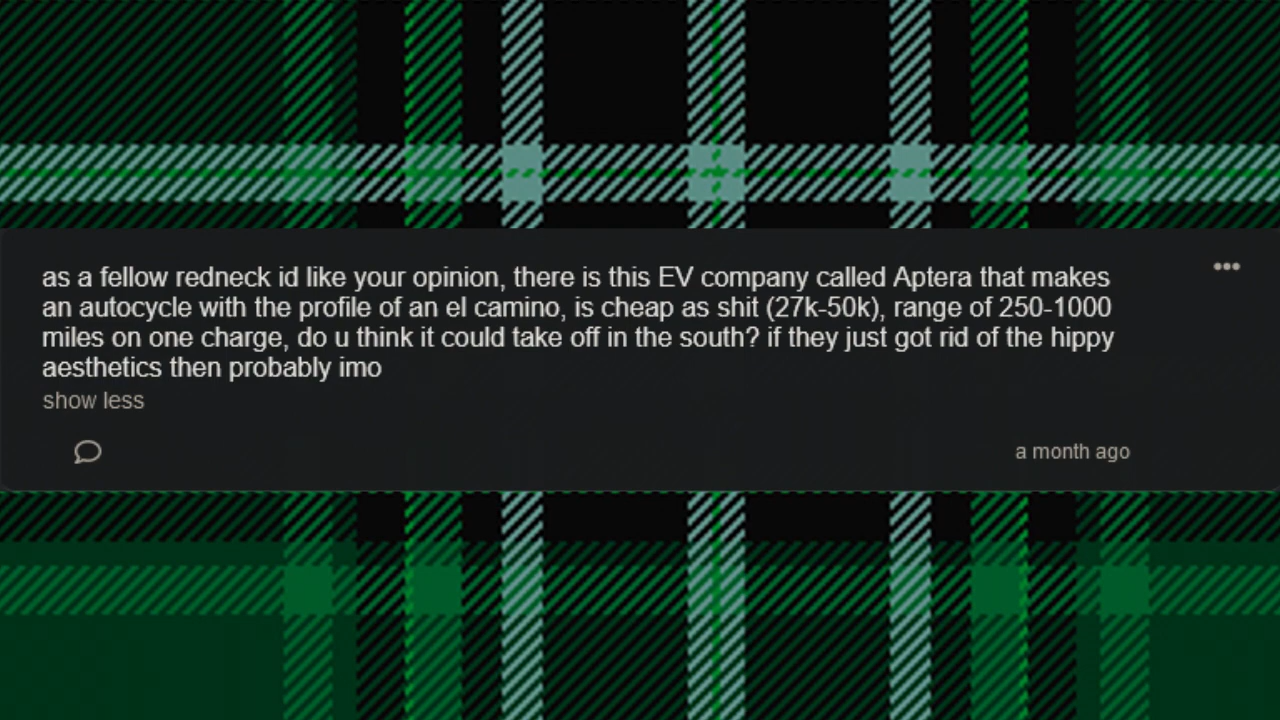 as a fellow redneck id like your opinion, there is this EV company called Aptera that makes
an autocycle with the profile of an el camino, is cheap as shit (27k-50k), range of 250-1000
miles on one charge, do u think it could take off in the south? if they just got rid of the hippy
aesthetics then probably imo
show less
a month ago